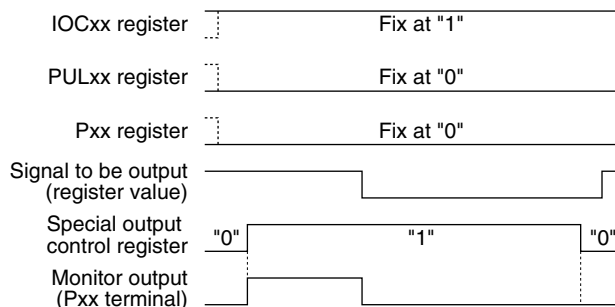 IOCxx register
Fix at "1"
PULxx register
Fix at "0"
Pxx register
Fix at "0"
Signal to be output
(register value)
Special output
control register
"0"
"1"
"0"
Monitor output
(Pxx terminal)